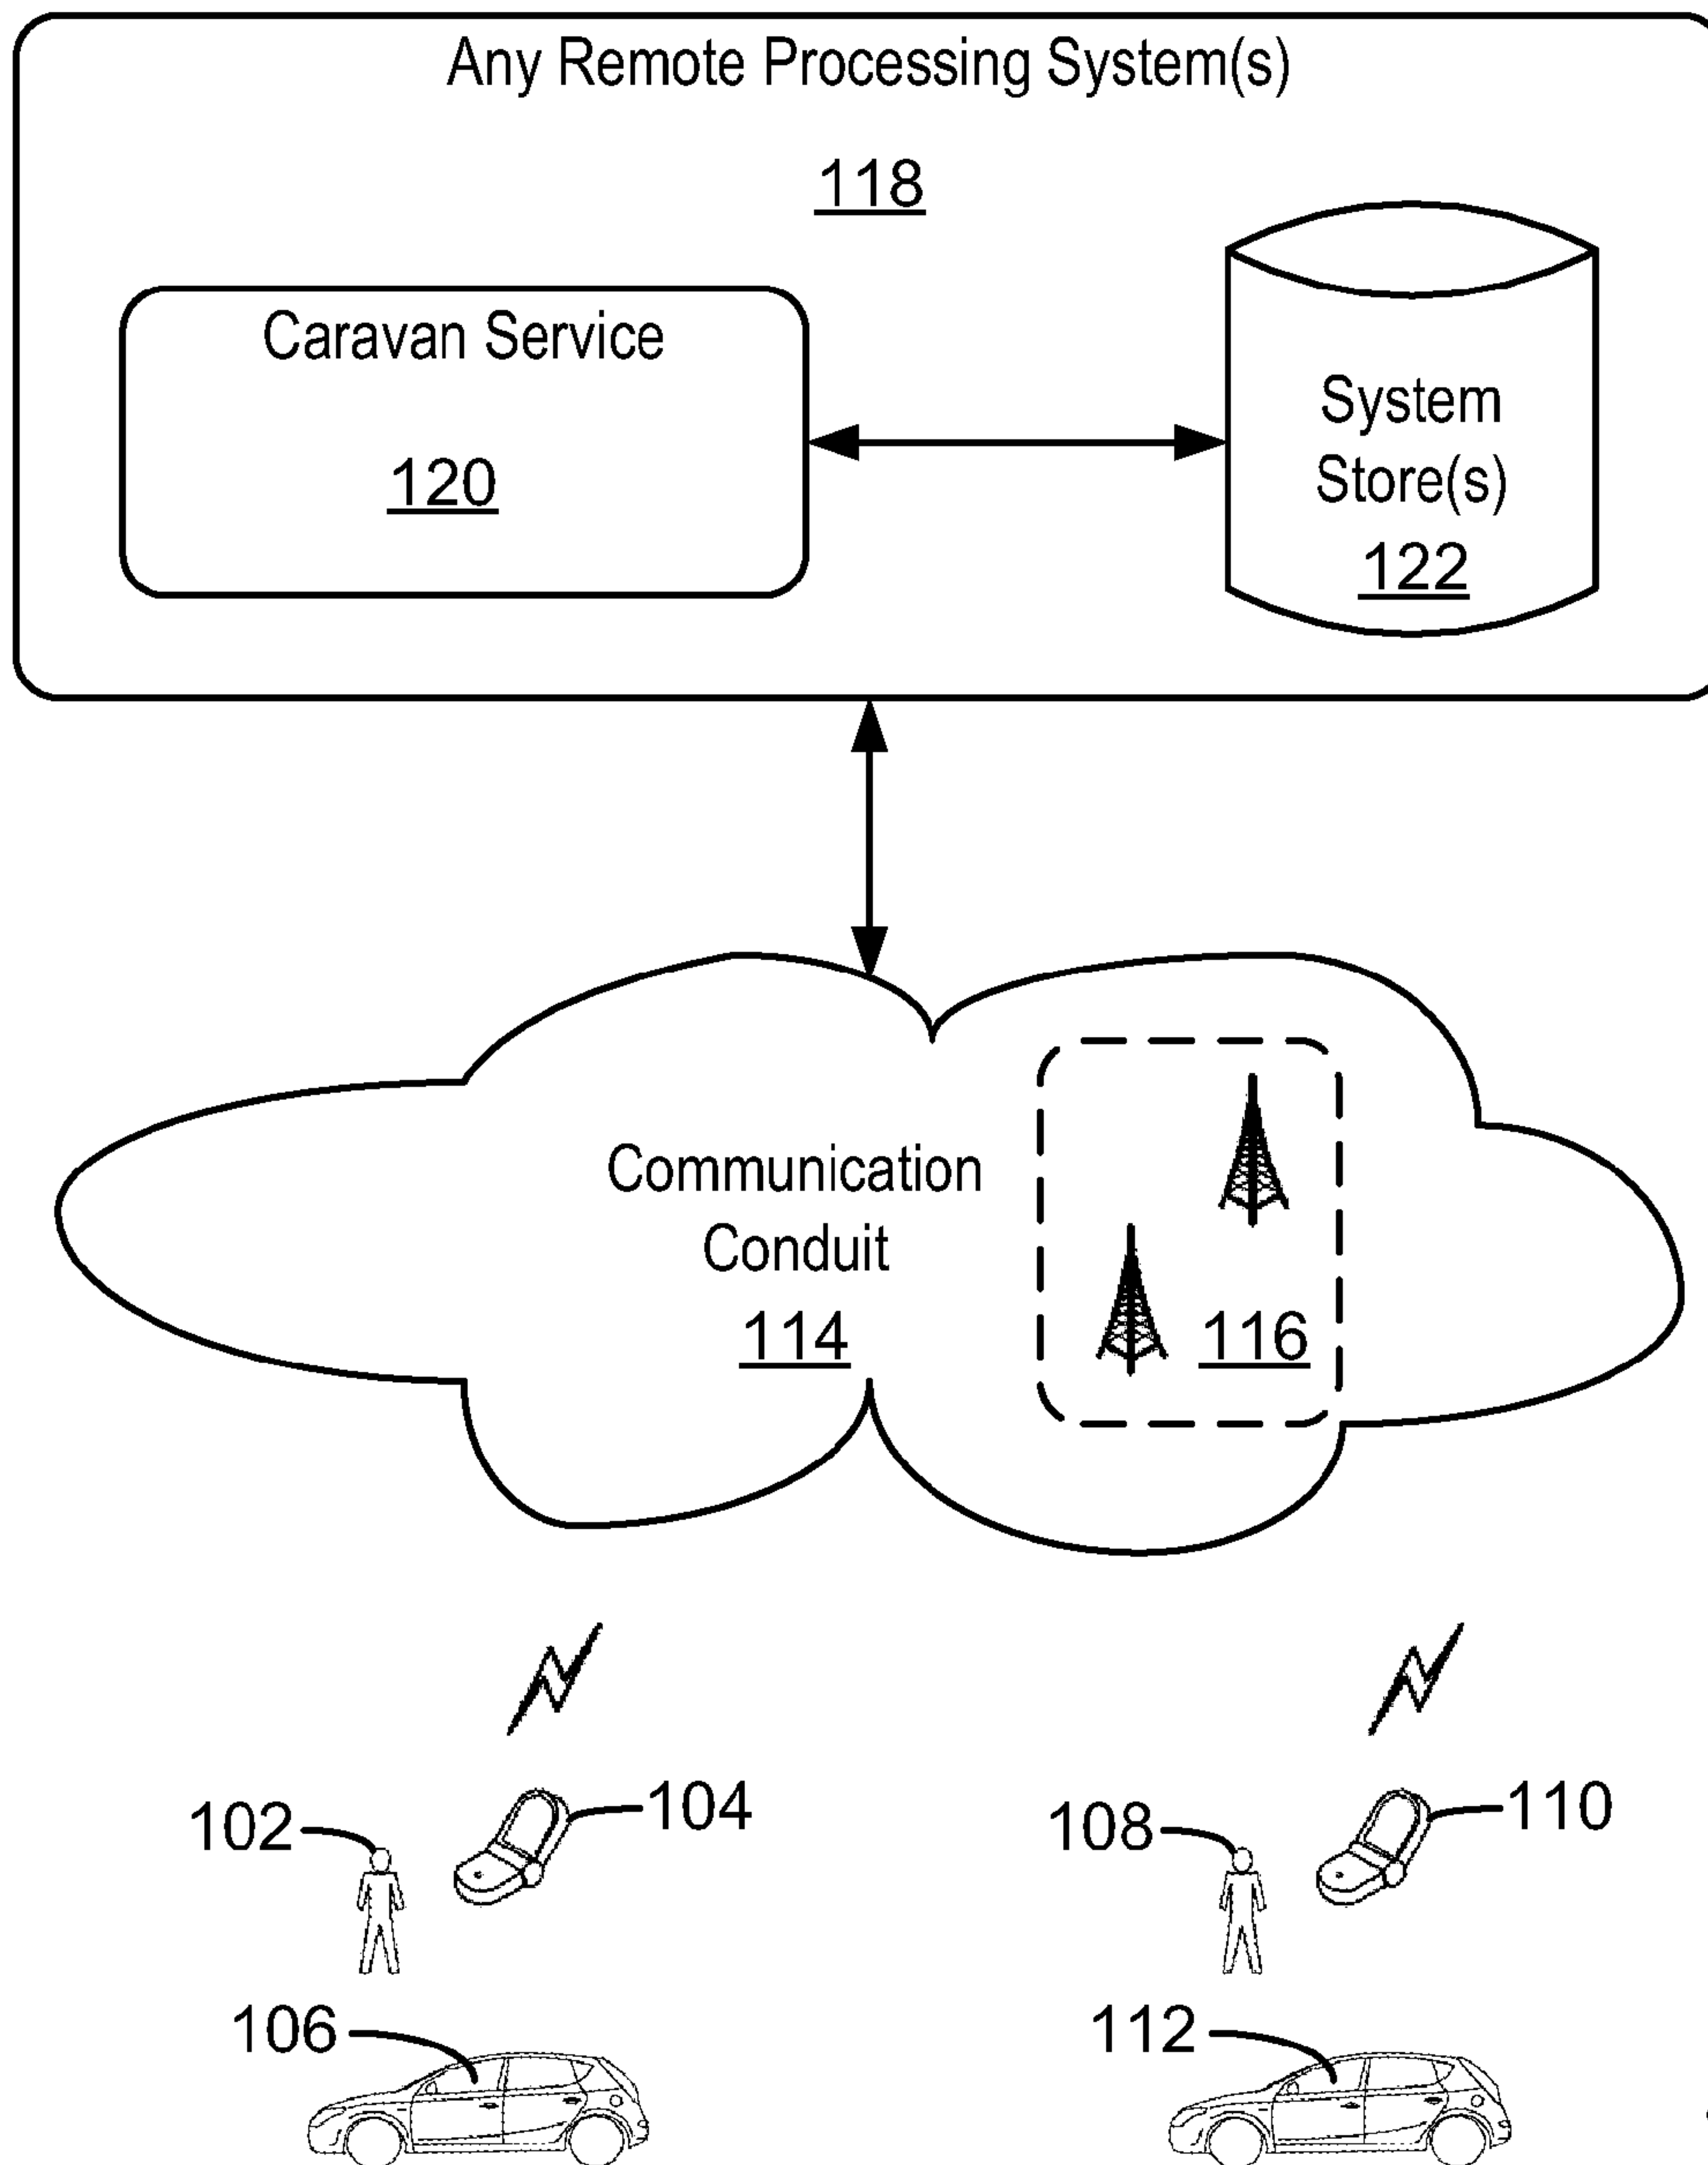 Any Remote Processing System(s)
118
Caravan Service
120
System
Store(s)
122
Communication
Conduit
114
116
102
104
108
110
106
112